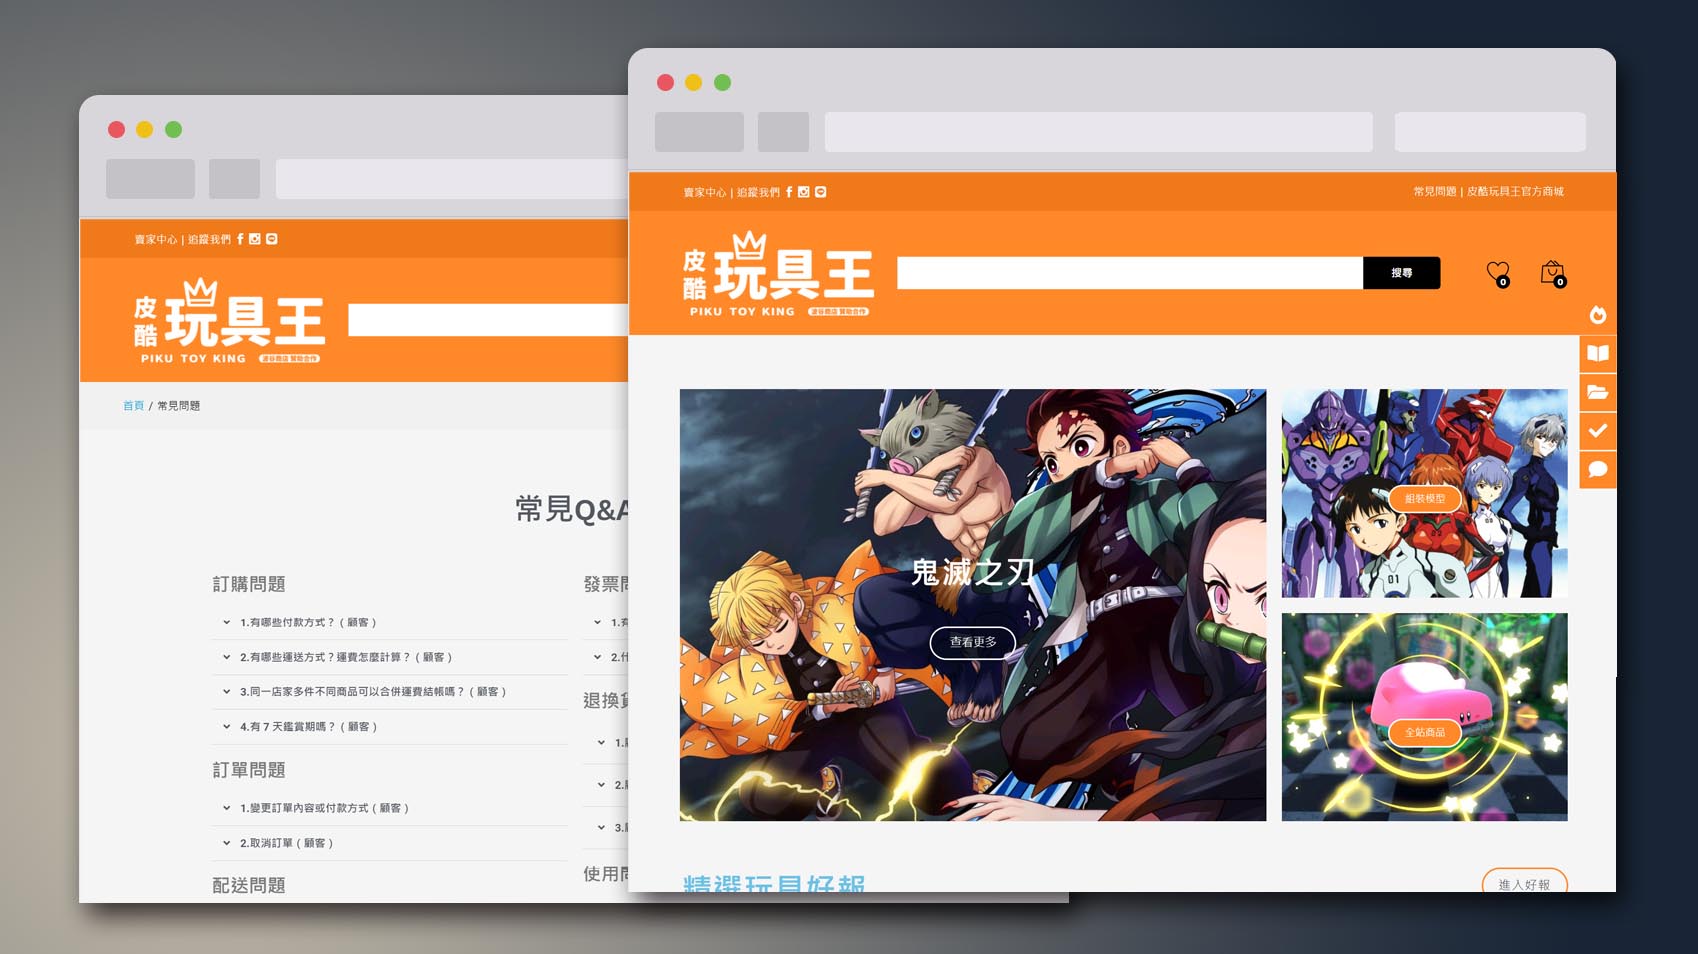 賣家中心 | 追蹤我們
皮酷
玩具王
PIKU TOY KING
首頁 / 常見問題
常見Q&A
訂購問題
1.有哪些付款方式？ ( 顧客 )
2.有哪些運送方式？運費怎麼計算？ ( 顧客 )
3.同一店家多件不同商品可以合併運費結帳嗎？ ( 顧客 )
4.有 7 天鑑賞期嗎？ ( 顧客 )
訂單問題
1.變更訂單內容或付款方式 ( 顧客 )
2.取消訂單 ( 顧客 )
配送問題
發票
1.
2.什
退換
1.
2.
3.
使用
賣家中心 | 追蹤我們
常見問題 | 皮酷玩具王官方商城
皮酷
玩具王
PIKU TOY KING
搜尋
0
0
鬼滅之刃
查看更多
組裝模型
01
全站商品
精選玩具好報
進入好報